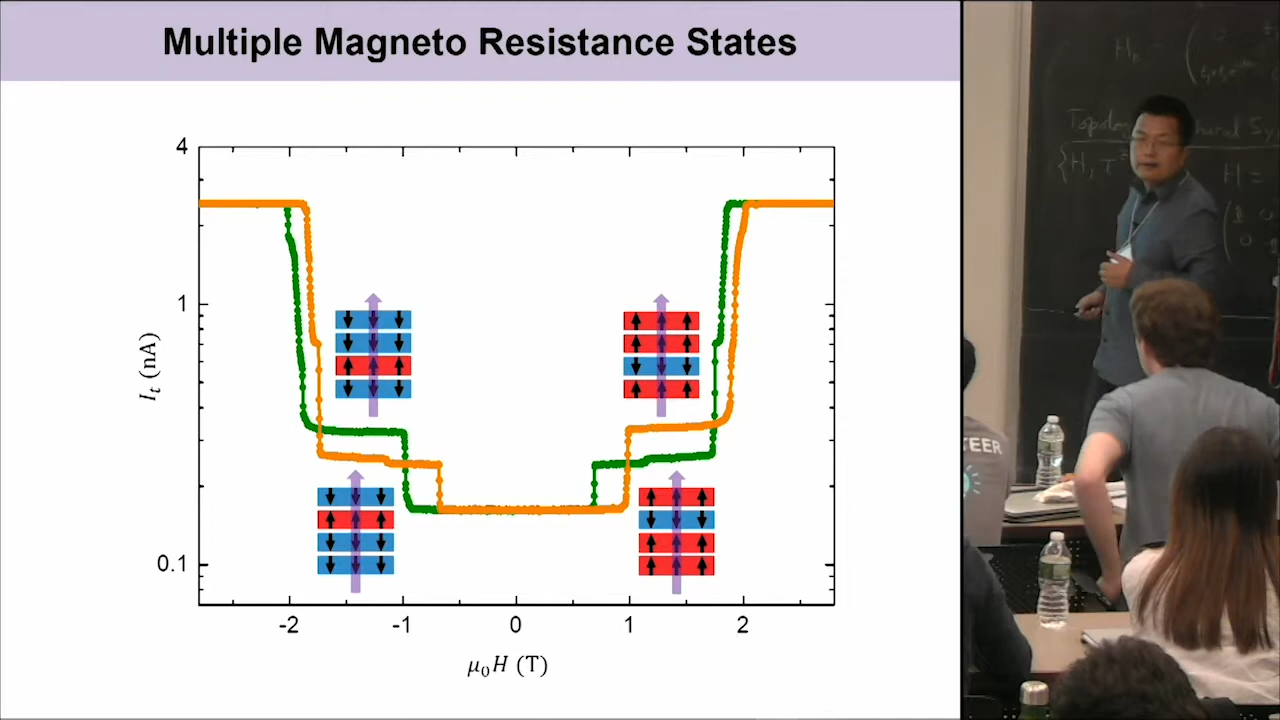 Multiple Magneto Resistance States
4
1
0.1
I_t (nA)
-2
-1
0
1
2
μ₀H (T)
TEER
H =